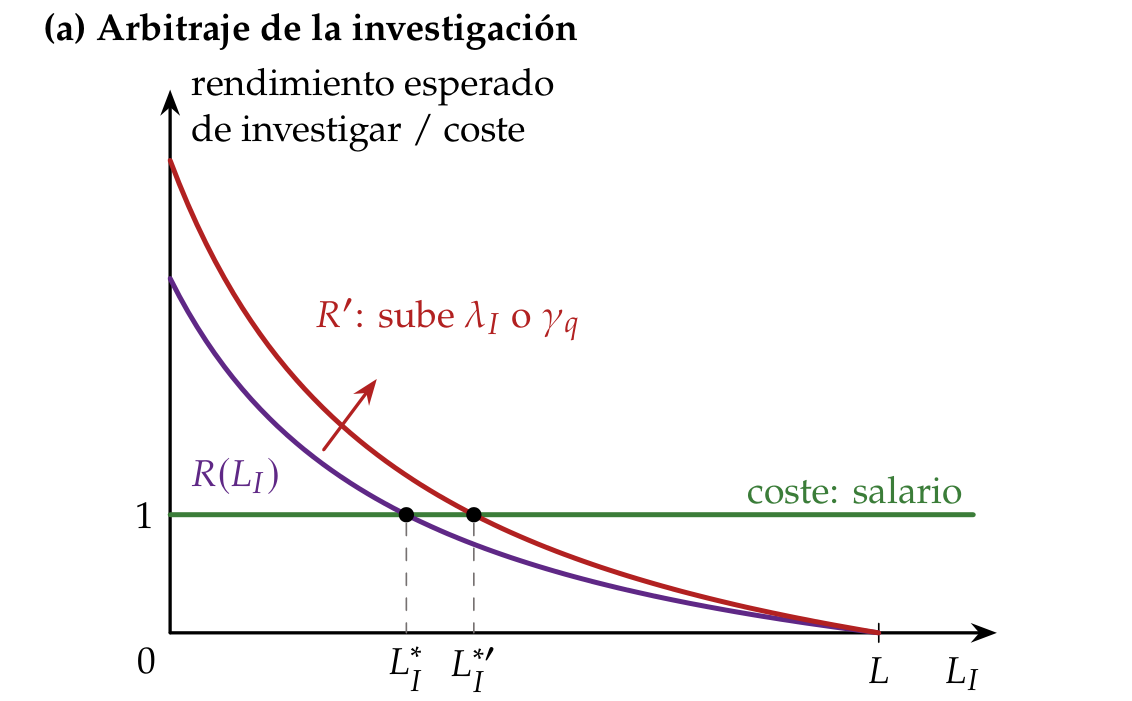 (a) Arbitraje de la investigación
rendimiento esperado
de investigar / coste
R′: sube λ_I o γ_q
R(L_I)
coste: salario
1
0
L_I^*
L_I^*′
L
L_I